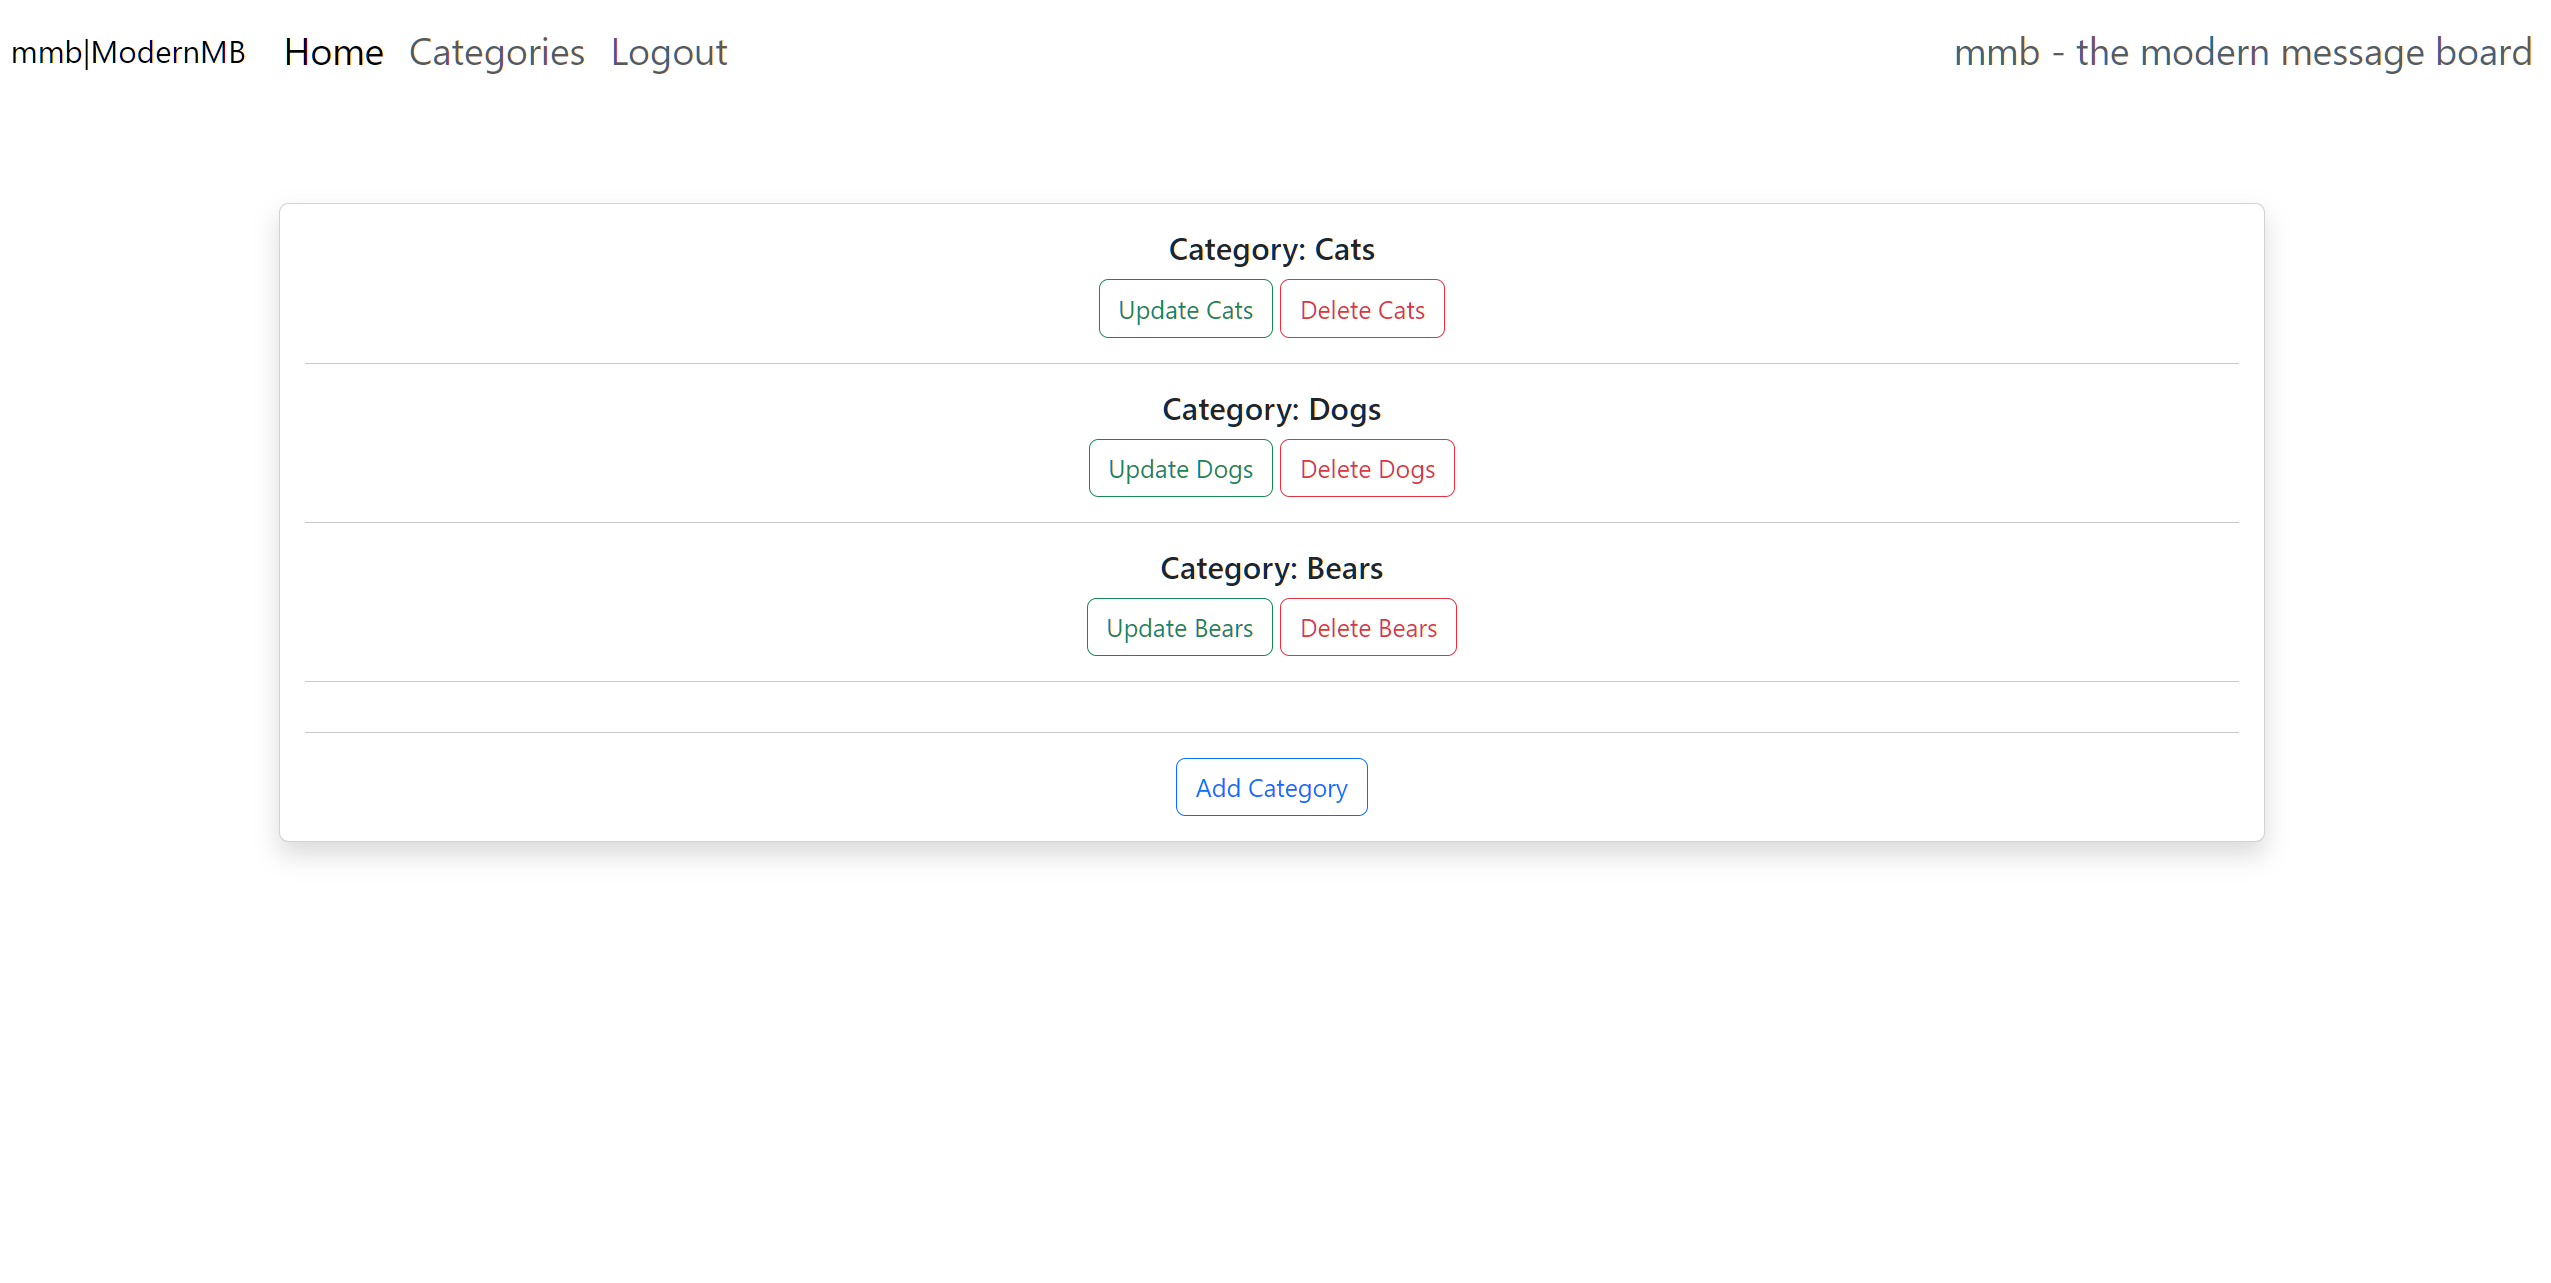 mmb|ModernMB Home Categories Logout mmb - the modern message board
Category: Cats
Update Cats Delete Cats
Category: Dogs
Update Dogs Delete Dogs
Category: Bears
Update Bears Delete Bears
Add Category